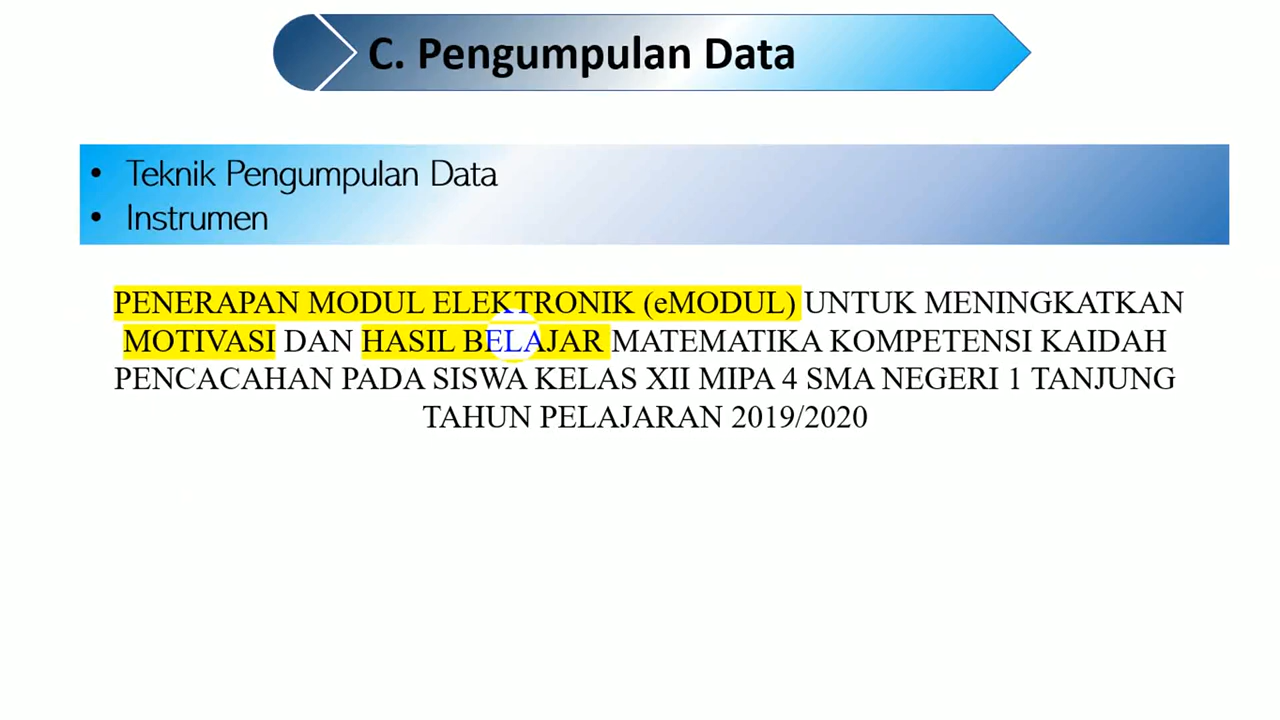 C. Pengumpulan Data
• Teknik Pengumpulan Data
• Instrumen
PENERAPAN MODUL ELEKTRONIK (eMODUL) UNTUK MENINGKATKAN
MOTIVASI DAN HASIL BELAJAR MATEMATIKA KOMPETENSI KAIDAH
PENCACAHAN PADA SISWA KELAS XII MIPA 4 SMA NEGERI 1 TANJUNG
TAHUN PELAJARAN 2019/2020